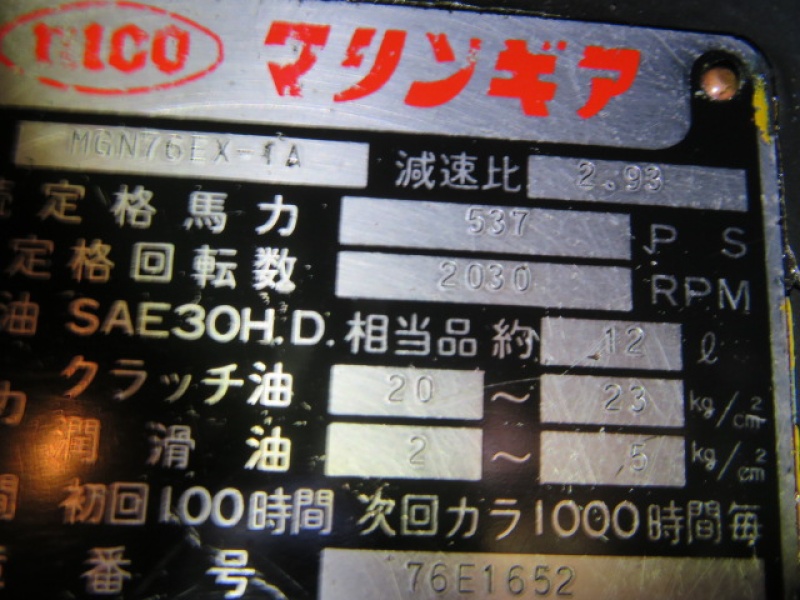 マリンギア
MGN76EX-1A 減速比 2.93
定格馬力 537 PS
定格回転数 2030 RPM
油 SAE30H.D. 相当品 約 12 ℓ
クラッチ油 20 ~ 23 kg/cm²
潤滑油 2 ~ 5 kg/cm²
間 初回100時間 次回カラ1000時間毎
番号 76E1652